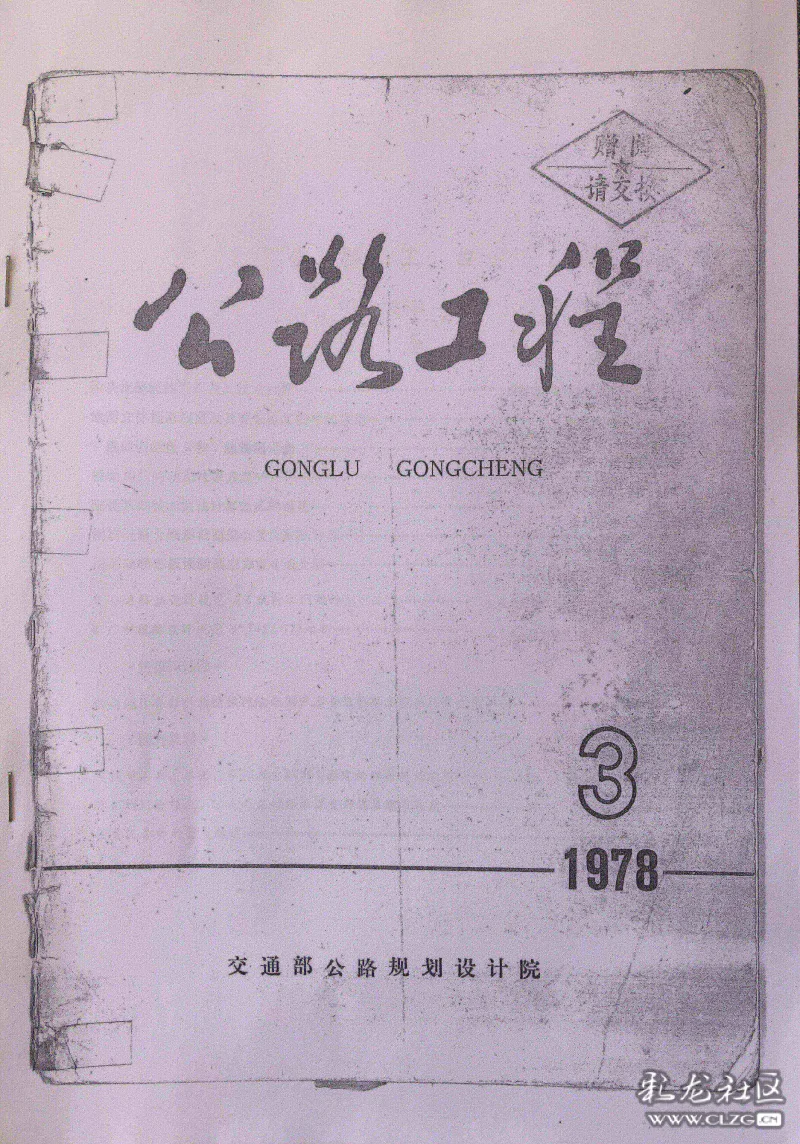 赠阅
请交换
公路工程
GONGLU GONGCHENG
3
1978
交通部公路规划设计院
彩龙社区
www.CLZG.CN